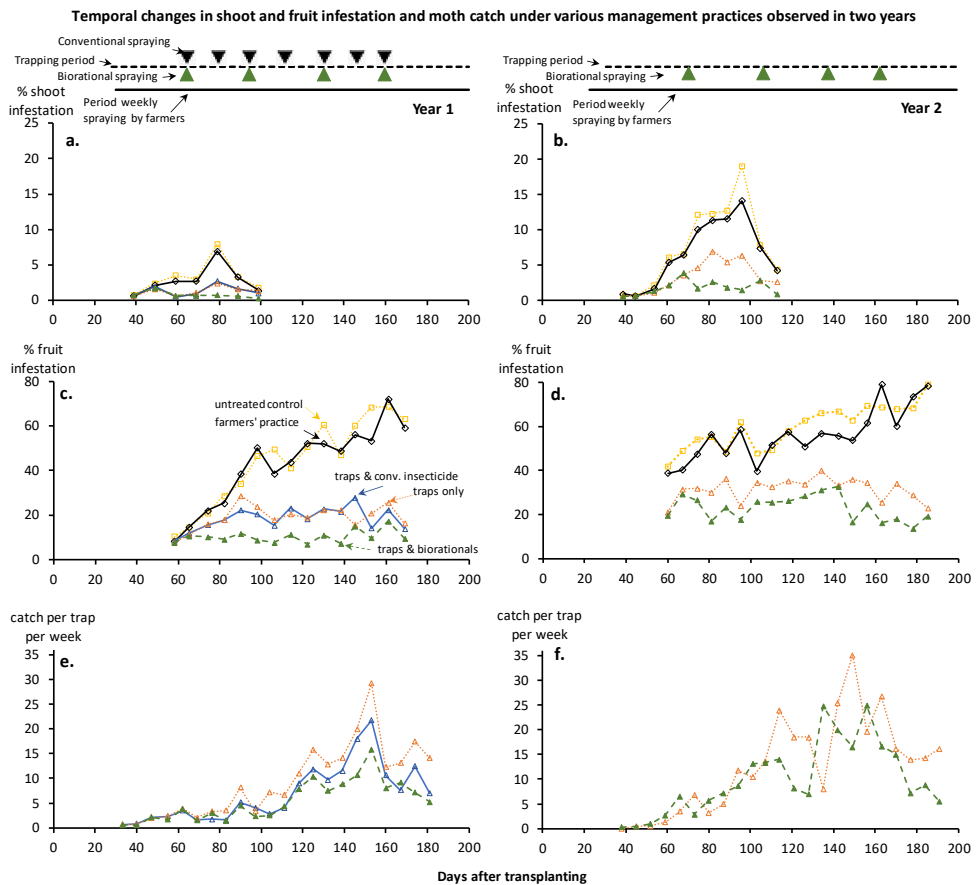 Temporal changes in shoot and fruit infestation and moth catch under various management practices observed in two years
Conventional spraying
Trapping period
Biorational spraying
% shoot
infestation
Period weekly
spraying by farmers
Year 1
Trapping period
Biorational spraying
% shoot
infestation
Period weekly
spraying by farmers
Year 2
a.
25
20
15
10
5
0
0 20 40 60 80 100 120 140 160 180 200
b.
25
20
15
10
5
0
0 20 40 60 80 100 120 140 160 180 200
% fruit
infestation
c.
80
60
40
20
0
untreated control
farmers' practice
traps & conv. insecticide
traps only
traps & biorationals
0 20 40 60 80 100 120 140 160 180 200
% fruit
infestation
d.
80
60
40
20
0
0 20 40 60 80 100 120 140 160 180 200
catch per trap
per week
e.
35
30
25
20
15
10
5
0
0 20 40 60 80 100 120 140 160 180 200
catch per trap
per week
f.
35
30
25
20
15
10
5
0
0 20 40 60 80 100 120 140 160 180 200
Days after transplanting